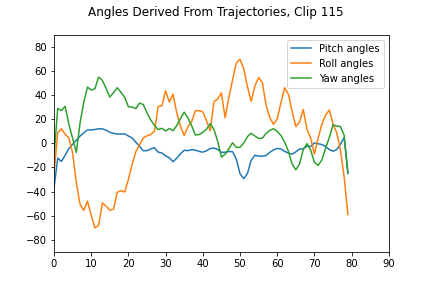 Angles Derived From Trajectories, Clip 115
80
60
40
20
0
−20
−40
−60
−80
Pitch angles
Roll angles
Yaw angles
0 10 20 30 40 50 60 70 80 90